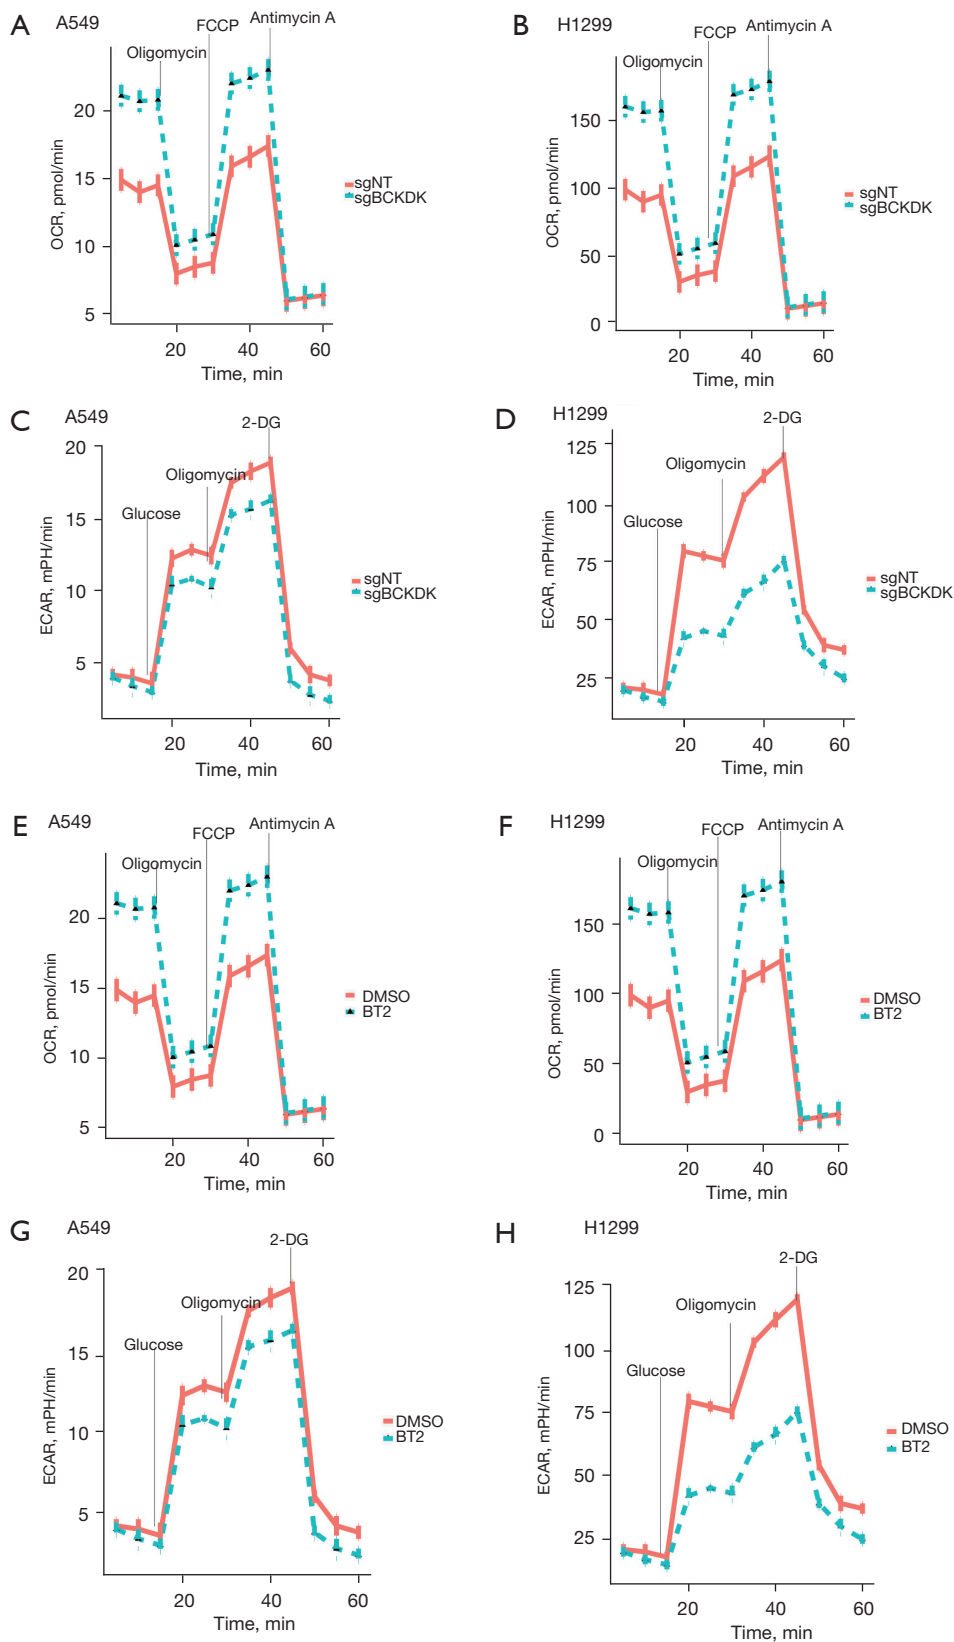 A A549
Oligomycin FCCP Antimycin A
OCR, pmol/min
20
15
10
5
20 40 60
Time, min
sgNT
sgBCKDK
B H1299
Oligomycin FCCP Antimycin A
OCR, pmol/min
150
100
50
0
20 40 60
Time, min
sgNT
sgBCKDK
C A549
Glucose Oligomycin 2-DG
ECAR, mPH/min
20
15
10
5
20 40 60
Time, min
sgNT
sgBCKDK
D H1299
Glucose Oligomycin 2-DG
ECAR, mPH/min
125
100
75
50
25
20 40 60
Time, min
sgNT
sgBCKDK
E A549
Oligomycin FCCP Antimycin A
OCR, pmol/min
20
15
10
5
20 40 60
Time, min
DMSO
BT2
F H1299
Oligomycin FCCP Antimycin A
OCR, pmol/min
150
100
50
0
20 40 60
Time, min
DMSO
BT2
G A549
Glucose Oligomycin 2-DG
ECAR, mPH/min
20
15
10
5
20 40 60
Time, min
DMSO
BT2
H H1299
Glucose Oligomycin 2-DG
ECAR, mPH/min
125
100
75
50
25
20 40 60
Time, min
DMSO
BT2